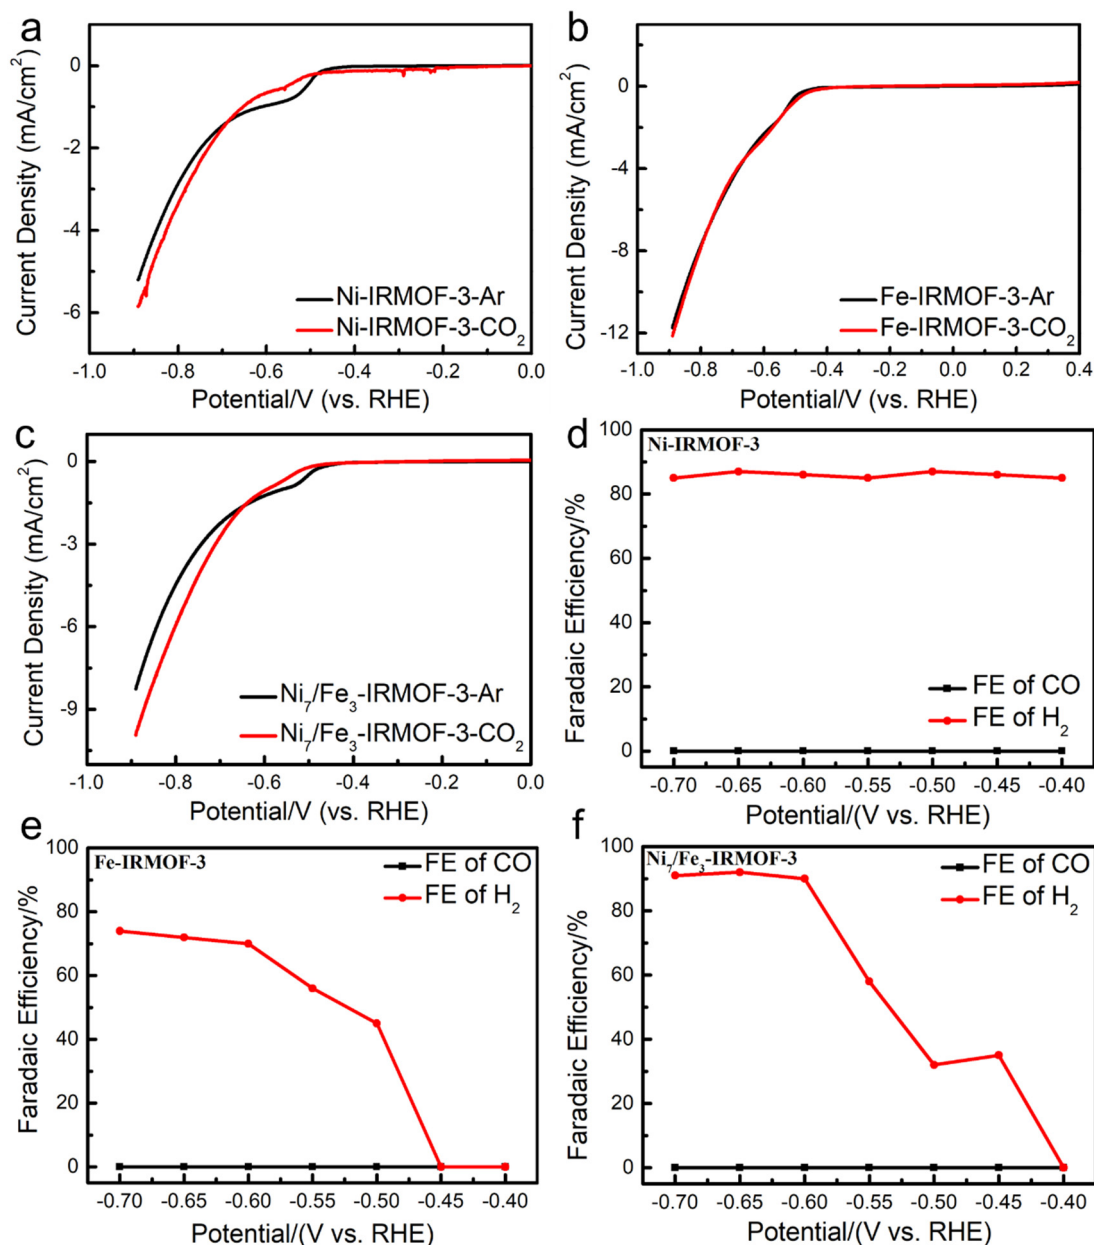 a
Current Density (mA/cm²)
0
-2
-4
-6
Ni-IRMOF-3-Ar
Ni-IRMOF-3-CO₂
-1.0 -0.8 -0.6 -0.4 -0.2 0.0
Potential/V (vs. RHE)
b
Current Density (mA/cm²)
0
-4
-8
-12
Fe-IRMOF-3-Ar
Fe-IRMOF-3-CO₂
-1.0 -0.8 -0.6 -0.4 -0.2 0.0 0.2 0.4
Potential/V (vs. RHE)
c
Current Density (mA/cm²)
0
-3
-6
-9
Ni₇/Fe₃-IRMOF-3-Ar
Ni₇/Fe₃-IRMOF-3-CO₂
-1.0 -0.8 -0.6 -0.4 -0.2 0.0
Potential/V (vs. RHE)
d
Ni-IRMOF-3
Faradaic Efficiency/%
100
80
60
40
20
0
FE of CO
FE of H₂
-0.70 -0.65 -0.60 -0.55 -0.50 -0.45 -0.40
Potential/(V vs. RHE)
e
Fe-IRMOF-3
FE of CO
FE of H₂
Faradaic Efficiency/%
100
80
60
40
20
0
-0.70 -0.65 -0.60 -0.55 -0.50 -0.45 -0.40
Potential/(V vs. RHE)
f
Ni₇/Fe₃-IRMOF-3
FE of CO
FE of H₂
Faradaic Efficiency/%
100
80
60
40
20
0
-0.70 -0.65 -0.60 -0.55 -0.50 -0.45 -0.40
Potential/(V vs. RHE)